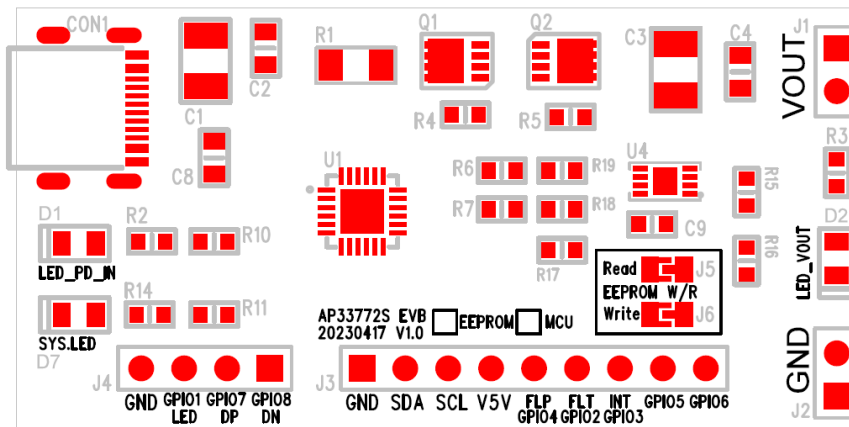 CON1
C1
C2
C8
R1
Q1
Q2
R4
R5
C3
C4
J1
VOUT
R3
U1
R6
R7
R19
R18
R17
U4
C9
R15
R16
D1
LED_PD_IN
R2
R10
D2
LED_VOUT
R14
R11
SYS.LED
D7
Read
J5
EEPROM W/R
Write
J6
AP33772S EVB
20230417 V1.0
EEPROM
MCU
J4
GND
GPIO1
LED
GPIO7
DP
GPIO8
DN
J3
GND
SDA
SCL
V5V
FLP
GPIO4
FLT
GPIO2
INT
GPIO3
GPIO5
GPIO6
GND
J2